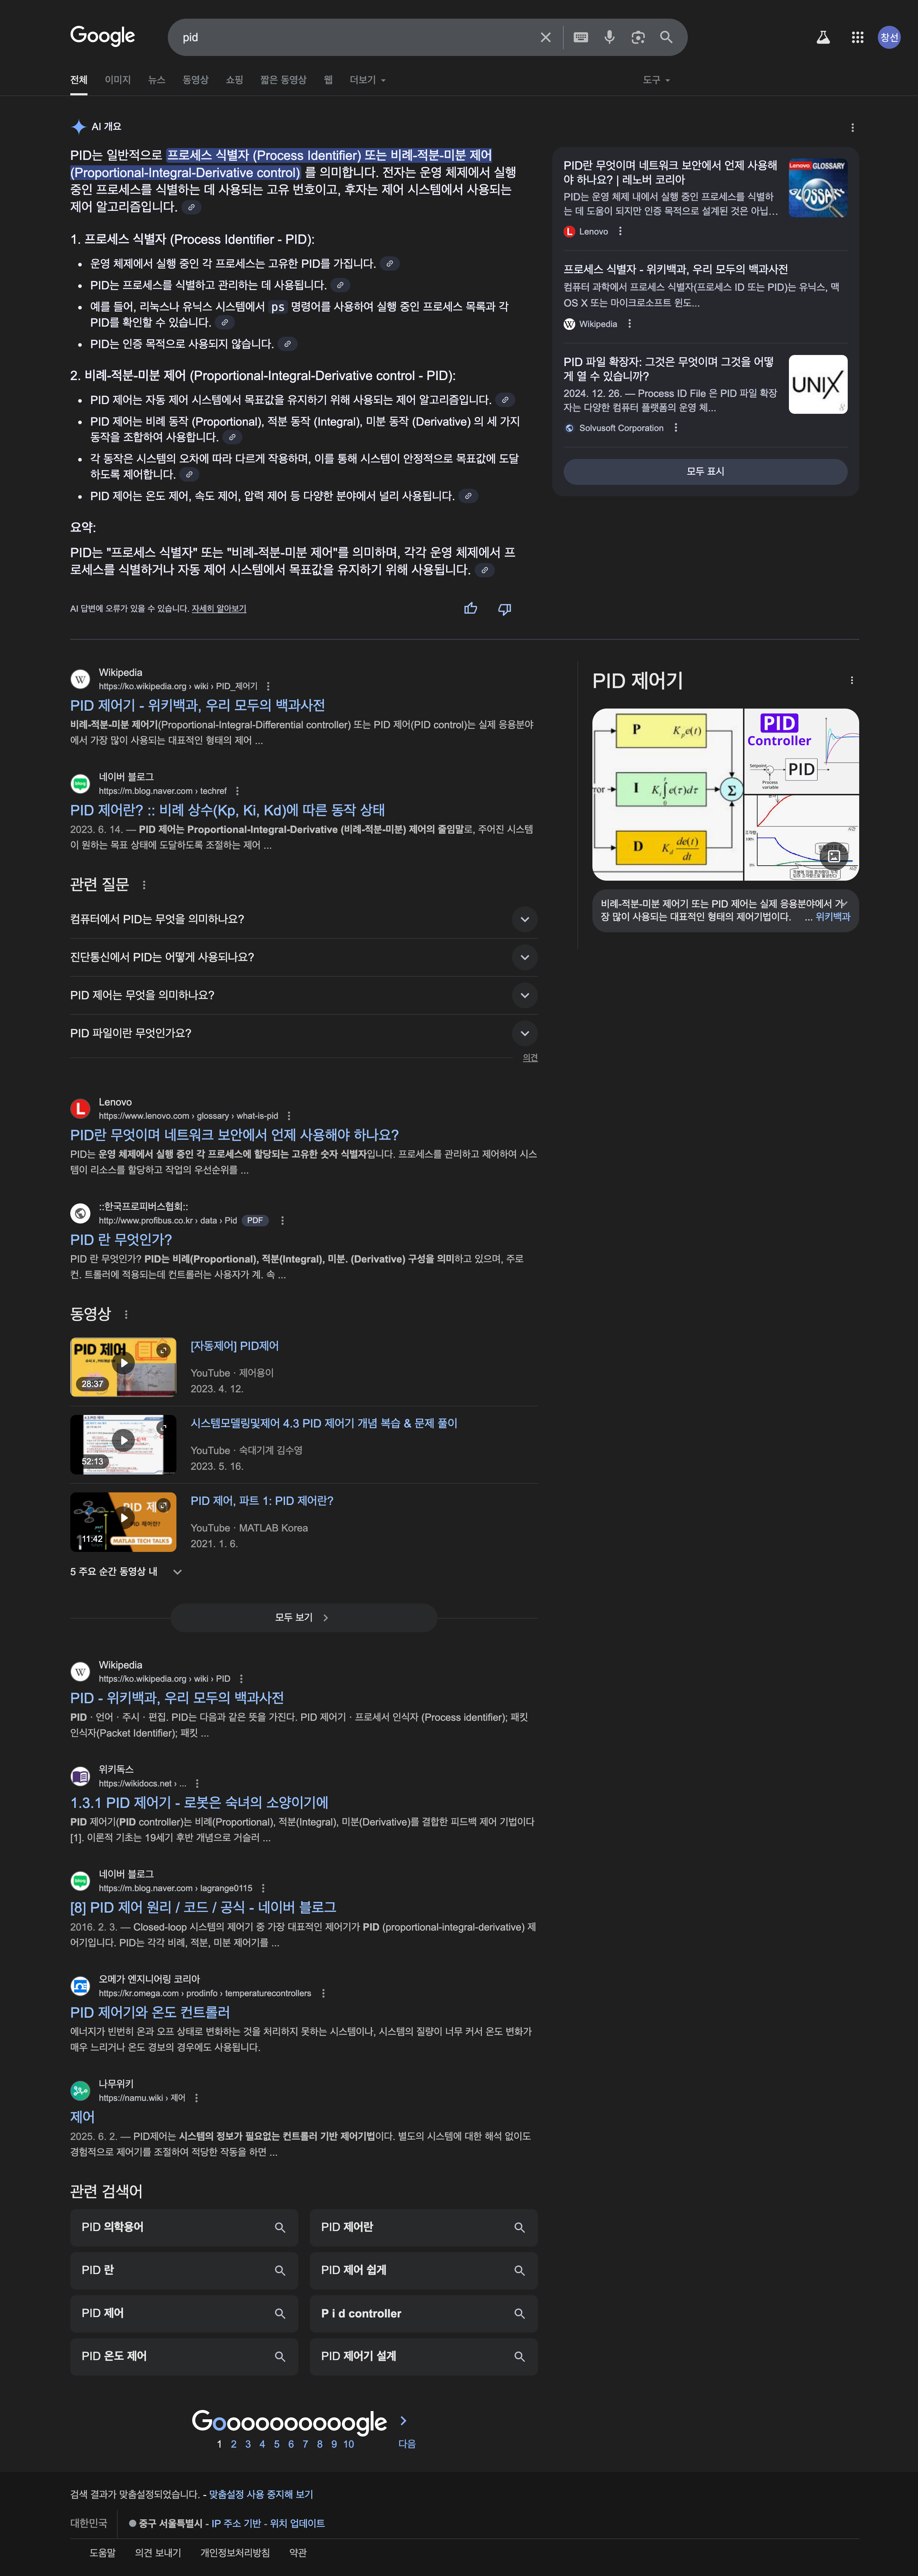 Google
pid
창선
전체 이미지 뉴스 동영상 쇼핑 짧은 동영상 웹 더보기 도구
AI 개요
PID는 일반적으로 프로세스 식별자 (Process Identifier) 또는 비례-적분-미분 제어
(Proportional-Integral-Derivative control) 를 의미합니다. 전자는 운영 체제에서 실행
중인 프로세스를 식별하는 데 사용되는 고유 번호이고, 후자는 제어 시스템에서 사용되는
제어 알고리즘입니다.
1. 프로세스 식별자 (Process Identifier - PID):
• 운영 체제에서 실행 중인 각 프로세스는 고유한 PID를 가집니다.
• PID는 프로세스를 식별하고 관리하는 데 사용됩니다.
• 예를 들어, 리눅스나 유닉스 시스템에서 ps 명령어를 사용하여 실행 중인 프로세스 목록과 각
PID를 확인할 수 있습니다.
• PID는 인증 목적으로 사용되지 않습니다.
2. 비례-적분-미분 제어 (Proportional-Integral-Derivative control - PID):
• PID 제어는 자동 제어 시스템에서 목표값을 유지하기 위해 사용되는 제어 알고리즘입니다.
• PID 제어는 비례 동작 (Proportional), 적분 동작 (Integral), 미분 동작 (Derivative) 의 세 가지
동작을 조합하여 사용합니다.
• 각 동작은 시스템의 오차에 따라 다르게 작용하며, 이를 통해 시스템이 안정적으로 목표값에 도달
하도록 제어합니다.
• PID 제어는 온도 제어, 속도 제어, 압력 제어 등 다양한 분야에서 널리 사용됩니다.
요약:
PID는 "프로세스 식별자" 또는 "비례-적분-미분 제어"를 의미하며, 각각 운영 체제에서 프
로세스를 식별하거나 자동 제어 시스템에서 목표값을 유지하기 위해 사용됩니다.
AI 답변에 오류가 있을 수 있습니다. 자세히 알아보기
PID란 무엇이며 네트워크 보안에서 언제 사용해
야 하나요? | 레노버 코리아
PID는 운영 체제 내에서 실행 중인 프로세스를 식별하
는 데 도움이 되지만 인증 목적으로 설계된 것은 아닙...
Lenovo
Lenovo GLOSSARY
GLOSSARY
프로세스 식별자 - 위키백과, 우리 모두의 백과사전
컴퓨터 과학에서 프로세스 식별자(프로세스 ID 또는 PID)는 유닉스, 맥
OS X 또는 마이크로소프트 윈도...
Wikipedia
PID 파일 확장자: 그것은 무엇이며 그것을 어떻
게 열 수 있습니까?
2024. 12. 26. — Process ID File 은 PID 파일 확장
자는 다양한 컴퓨터 플랫폼의 운영 체...
Solvusoft Corporation
UNIX
모두 표시
Wikipedia
https://ko.wikipedia.org › wiki › PID_제어기
PID 제어기 - 위키백과, 우리 모두의 백과사전
비례-적분-미분 제어기(Proportional-Integral-Differential controller) 또는 PID 제어(PID control)는 실제 응용분야
에서 가장 많이 사용되는 대표적인 형태의 제어 ...
네이버 블로그
https://m.blog.naver.com › techref
PID 제어란? :: 비례 상수(Kp, Ki, Kd)에 따른 동작 상태
2023. 6. 14. — PID 제어는 Proportional-Integral-Derivative (비례-적분-미분) 제어의 줄임말로, 주어진 시스템
이 원하는 목표 상태에 도달하도록 조절하는 제어 ...
PID 제어기
P K_p e(t)
ror I K_i ∫ e(τ)dτ Σ
D K_d de(t)/dt
PID
Controller
Setpoint
PID
Process
variable
시간
시간
비례-적분-미분 제어기 또는 PID 제어는 실제 응용분야에서 가
장 많이 사용되는 대표적인 형태의 제어기법이다. ... 위키백과
관련 질문
컴퓨터에서 PID는 무엇을 의미하나요?
진단통신에서 PID는 어떻게 사용되나요?
PID 제어는 무엇을 의미하나요?
PID 파일이란 무엇인가요?
의견
Lenovo
https://www.lenovo.com › glossary › what-is-pid
PID란 무엇이며 네트워크 보안에서 언제 사용해야 하나요?
PID는 운영 체제에서 실행 중인 각 프로세스에 할당되는 고유한 숫자 식별자입니다. 프로세스를 관리하고 제어하여 시스
템이 리소스를 할당하고 작업의 우선순위를 ...
::한국프로피버스협회::
http://www.profibus.co.kr › data › Pid PDF
PID 란 무엇인가?
PID 란 무엇인가? PID는 비례(Proportional), 적분(Integral), 미분. (Derivative) 구성을 의미하고 있으며, 주로
컨. 트롤러에 적용되는데 컨트롤러는 사용자가 계. 속 ...
동영상
PID 제어
28:37
[자동제어] PID제어
YouTube · 제어용이
2023. 4. 12.
52:13
시스템모델링및제어 4.3 PID 제어기 개념 복습 & 문제 풀이
YouTube · 숙대기계 김수영
2023. 5. 16.
PID 제
PID 제어란?
11:42
MATLAB TECH TALKS
PID 제어, 파트 1: PID 제어란?
YouTube · MATLAB Korea
2021. 1. 6.
5 주요 순간 동영상 내
모두 보기
Wikipedia
https://ko.wikipedia.org › wiki › PID
PID - 위키백과, 우리 모두의 백과사전
PID · 언어 · 주시 · 편집. PID는 다음과 같은 뜻을 가진다. PID 제어기 · 프로세서 인식자 (Process identifier); 패킷
인식자(Packet Identifier); 패킷 ...
위키독스
https://wikidocs.net › ...
1.3.1 PID 제어기 - 로봇은 숙녀의 소양이기에
PID 제어기(PID controller)는 비례(Proportional), 적분(Integral), 미분(Derivative)를 결합한 피드백 제어 기법이다
[1]. 이론적 기초는 19세기 후반 개념으로 거슬러 ...
네이버 블로그
https://m.blog.naver.com › lagrange0115
[8] PID 제어 원리 / 코드 / 공식 - 네이버 블로그
2016. 2. 3. — Closed-loop 시스템의 제어기 중 가장 대표적인 제어기가 PID (proportional-integral-derivative) 제
어기입니다. PID는 각각 비례, 적분, 미분 제어기를 ...
오메가 엔지니어링 코리아
https://kr.omega.com › prodinfo › temperaturecontrollers
PID 제어기와 온도 컨트롤러
에너지가 빈번히 온과 오프 상태로 변화하는 것을 처리하지 못하는 시스템이나, 시스템의 질량이 너무 커서 온도 변화가
매우 느리거나 온도 경보의 경우에도 사용됩니다.
나무위키
https://namu.wiki › 제어
제어
2025. 6. 2. — PID제어는 시스템의 정보가 필요없는 컨트롤러 기반 제어기법이다. 별도의 시스템에 대한 해석 없이도
경험적으로 제어기를 조절하여 적당한 작동을 하면 ...
관련 검색어
PID 의학용어 PID 제어란
PID 란 PID 제어 쉽게
PID 제어 P i d controller
PID 온도 제어 PID 제어기 설계
Goooooooooogle
1 2 3 4 5 6 7 8 9 10 다음
검색 결과가 맞춤설정되었습니다. - 맞춤설정 사용 중지해 보기
대한민국 중구 서울특별시 - IP 주소 기반 - 위치 업데이트
도움말 의견 보내기 개인정보처리방침 약관